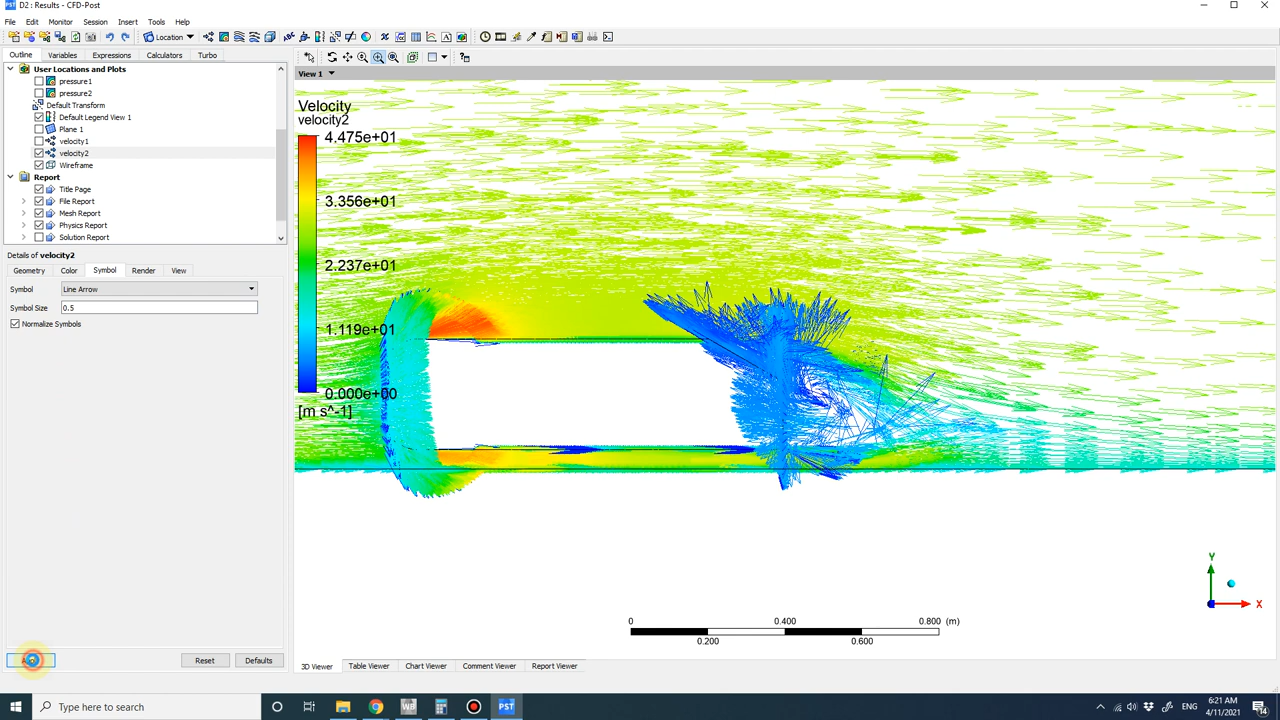 D2 : Results - CFD-Post
File Edit Monitor Session Insert Tools Help
Location
Outline Variables Expressions Calculators Turbo
View 1
User Locations and Plots
pressure1
pressure2
Default Transform
Default Legend View 1
Plane 1
velocity1
velocity2
Wireframe
Report
Title Page
File Report
Mesh Report
Physics Report
Solution Report
Details of velocity2
Geometry Color Symbol Render View
Symbol Line Arrow
Symbol Size 0.5
Normalize Symbols
Reset Defaults
Velocity
velocity2
4.475e+01
3.356e+01
2.237e+01
1.119e+01
0.000e+00
[m s^-1]
Y
X
0 0.400 0.800 (m)
0.200 0.600
3D Viewer Table Viewer Chart Viewer Comment Viewer Report Viewer
Type here to search
WB
PST
ENG
6:21 AM
4/11/2021
14